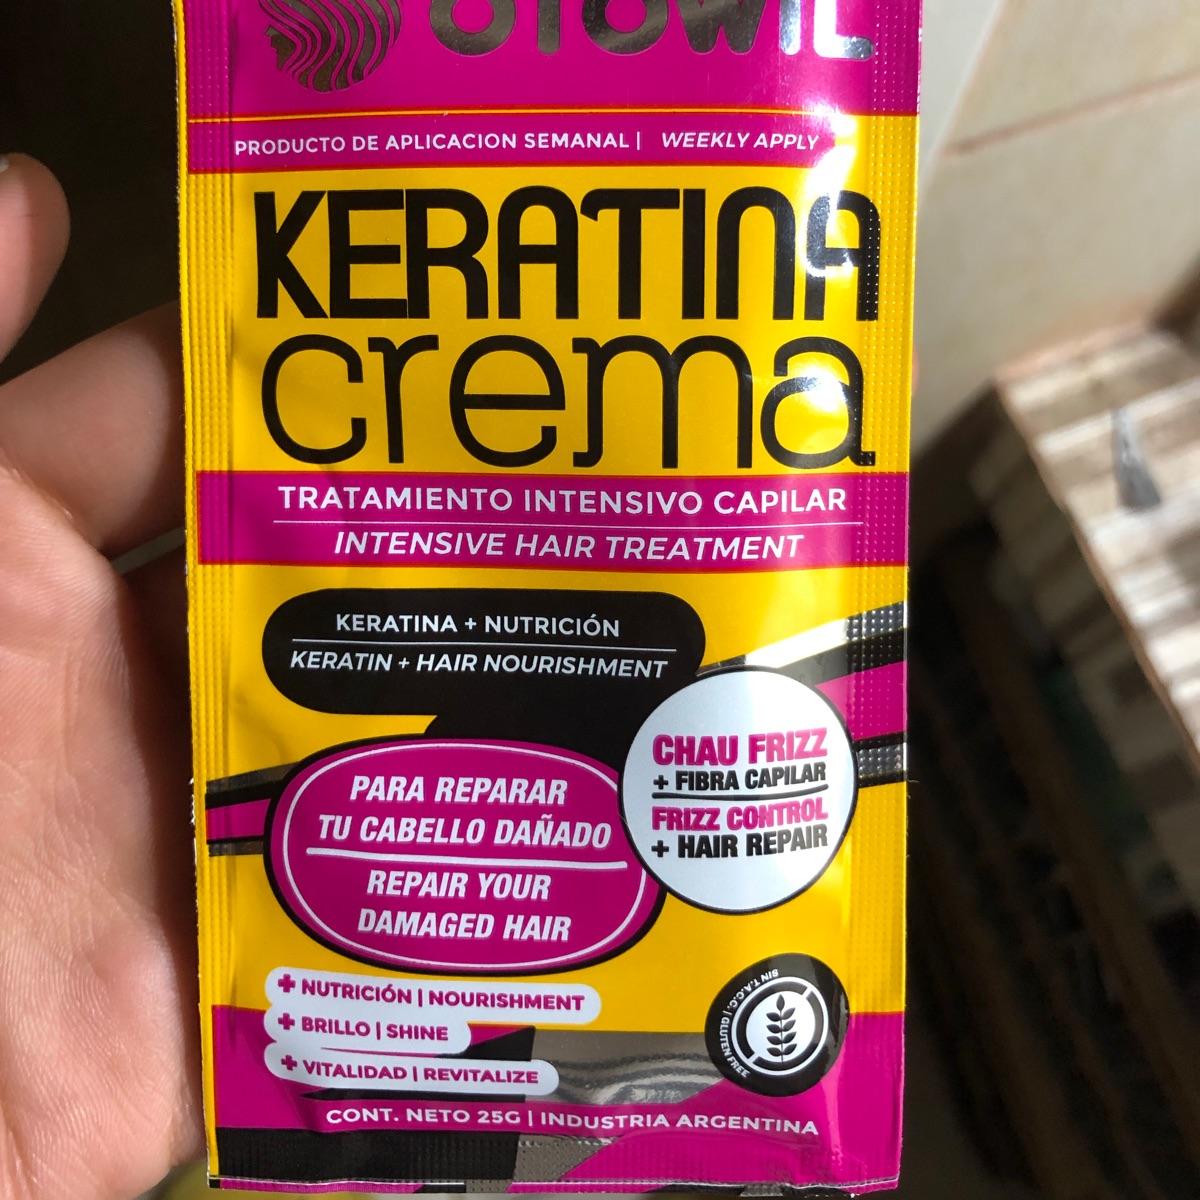 OTOWIL
PRODUCTO DE APLICACION SEMANAL | WEEKLY APPLY
KERATINA
crema
TRATAMIENTO INTENSIVO CAPILAR
INTENSIVE HAIR TREATMENT
KERATINA + NUTRICIÓN
KERATIN + HAIR NOURISHMENT
CHAU FRIZZ
+ FIBRA CAPILAR
FRIZZ CONTROL
+ HAIR REPAIR
PARA REPARAR
TU CABELLO DAÑADO
REPAIR YOUR
DAMAGED HAIR
+ NUTRICIÓN | NOURISHMENT
+ BRILLO | SHINE
+ VITALIDAD | REVITALIZE
SIN T.A.C.C. | GLUTEN FREE
CONT. NETO 25G | INDUSTRIA ARGENTINA